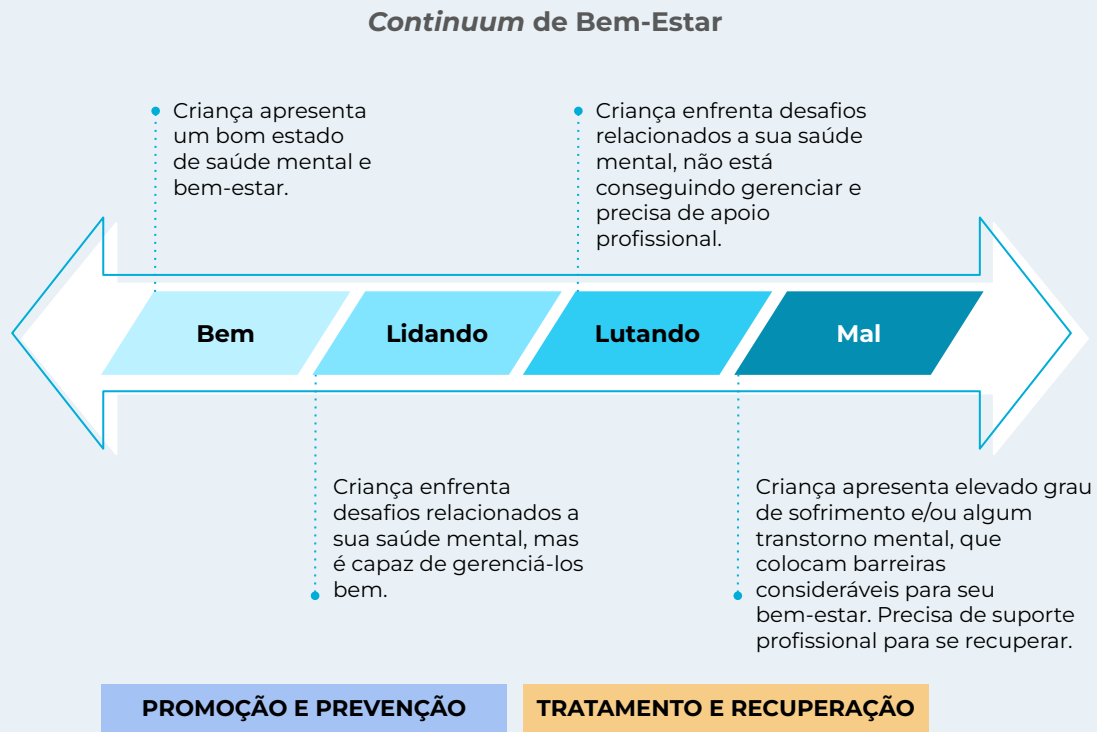 Continuum de Bem-Estar
Criança apresenta
um bom estado
de saúde mental e
bem-estar.
Criança enfrenta desafios
relacionados a sua saúde
mental, não está
conseguindo gerenciar e
precisa de apoio
profissional.
Bem
Lidando
Lutando
Mal
Criança enfrenta
desafios relacionados a
sua saúde mental, mas
é capaz de gerenciá-los
bem.
Criança apresenta elevado grau
de sofrimento e/ou algum
transtorno mental, que
colocam barreiras
consideráveis para seu
bem-estar. Precisa de suporte
profissional para se recuperar.
PROMOÇÃO E PREVENÇÃO
TRATAMENTO E RECUPERAÇÃO